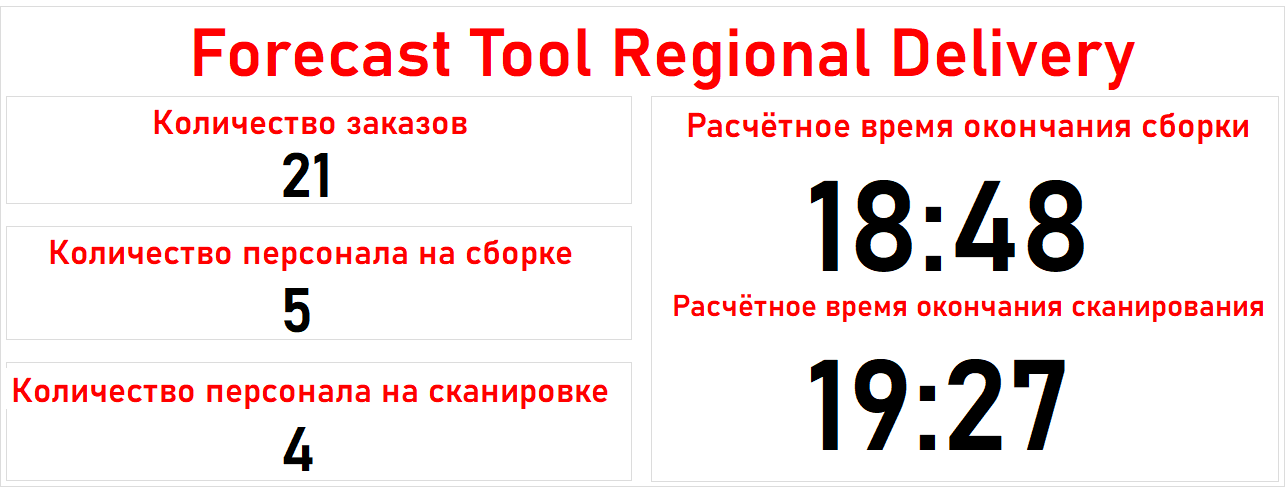 Forecast Tool Regional Delivery
Количество заказов
21
Количество персонала на сборке
5
Количество персонала на сканировке
4
Расчётное время окончания сборки
18:48
Расчётное время окончания сканирования
19:27